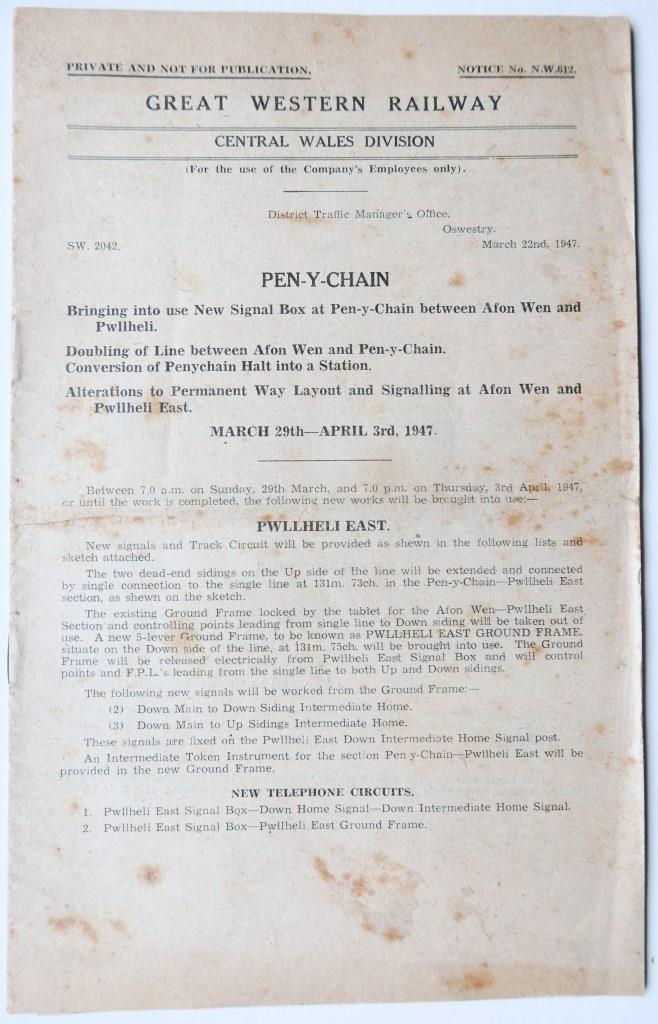 PRIVATE AND NOT FOR PUBLICATION.
NOTICE No. N.W.612.
GREAT WESTERN RAILWAY
CENTRAL WALES DIVISION
(For the use of the Company's Employees only).
District Traffic Manager's Office,
Oswestry.
SW. 2042.
March 22nd, 1947.
PEN-Y-CHAIN
Bringing into use New Signal Box at Pen-y-Chain between Afon Wen and
Pwllheli.
Doubling of Line between Afon Wen and Pen-y-Chain.
Conversion of Penychain Halt into a Station.
Alterations to Permanent Way Layout and Signalling at Afon Wen and
Pwllheli East.
MARCH 29th—APRIL 3rd, 1947.
Between 7.0 a.m. on Sunday, 29th March, and 7.0 p.m. on Thursday, 3rd April, 1947,
or until the work is completed, the following new works will be brought into use:—
PWLLHELI EAST.
New signals and Track Circuit will be provided as shewn in the following lists and
sketch attached.
The two dead-end sidings on the Up side of the line will be extended and connected
by single connection to the single line at 131m. 73ch. in the Pen-y-Chain—Pwllheli East
section, as shewn on the sketch.
The existing Ground Frame locked by the tablet for the Afon Wen—Pwllheli East
Section and controlling points leading from single line to Down siding will be taken out of
use. A new 5-lever Ground Frame, to be known as PWLLHELI EAST GROUND FRAME,
situate on the Down side of the line, at 131m. 75ch. will be brought into use. The Ground
Frame will be released electrically from Pwllheli East Signal Box and will control
points and F.P.L.'s leading from the single line to both Up and Down sidings.
The following new signals will be worked from the Ground Frame:—
(2) Down Main to Down Siding Intermediate Home.
(3) Down Main to Up Sidings Intermediate Home.
These signals are fixed on the Pwllheli East Down Intermediate Home Signal post.
An Intermediate Token Instrument for the section Pen-y-Chain—Pwllheli East will be
provided in the new Ground Frame.
NEW TELEPHONE CIRCUITS.
1. Pwllheli East Signal Box—Down Home Signal—Down Intermediate Home Signal.
2. Pwllheli East Signal Box—Pwllheli East Ground Frame.